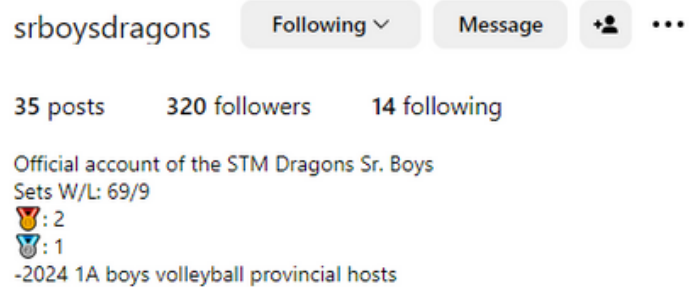 srboysdragons Following Message
35 posts 320 followers 14 following
Official account of the STM Dragons Sr. Boys
Sets W/L: 69/9
🥇: 2
🥈: 1
-2024 1A boys volleyball provincial hosts